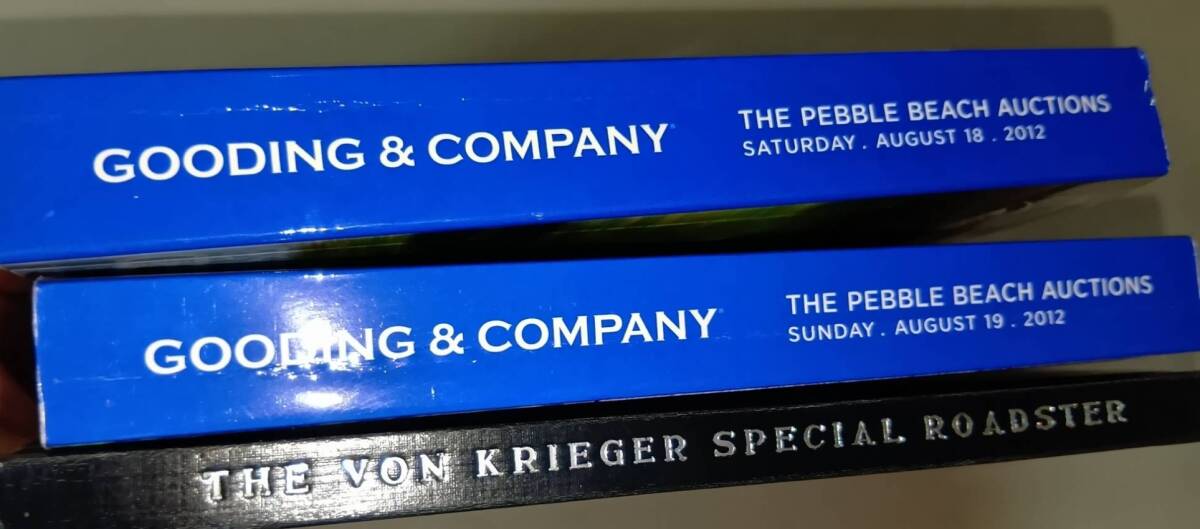 GOODING & COMPANY
THE PEBBLE BEACH AUCTIONS
SATURDAY . AUGUST 18 . 2012
GOODING & COMPANY
THE PEBBLE BEACH AUCTIONS
SUNDAY . AUGUST 19 . 2012
THE VON KRIEGER SPECIAL ROADSTER